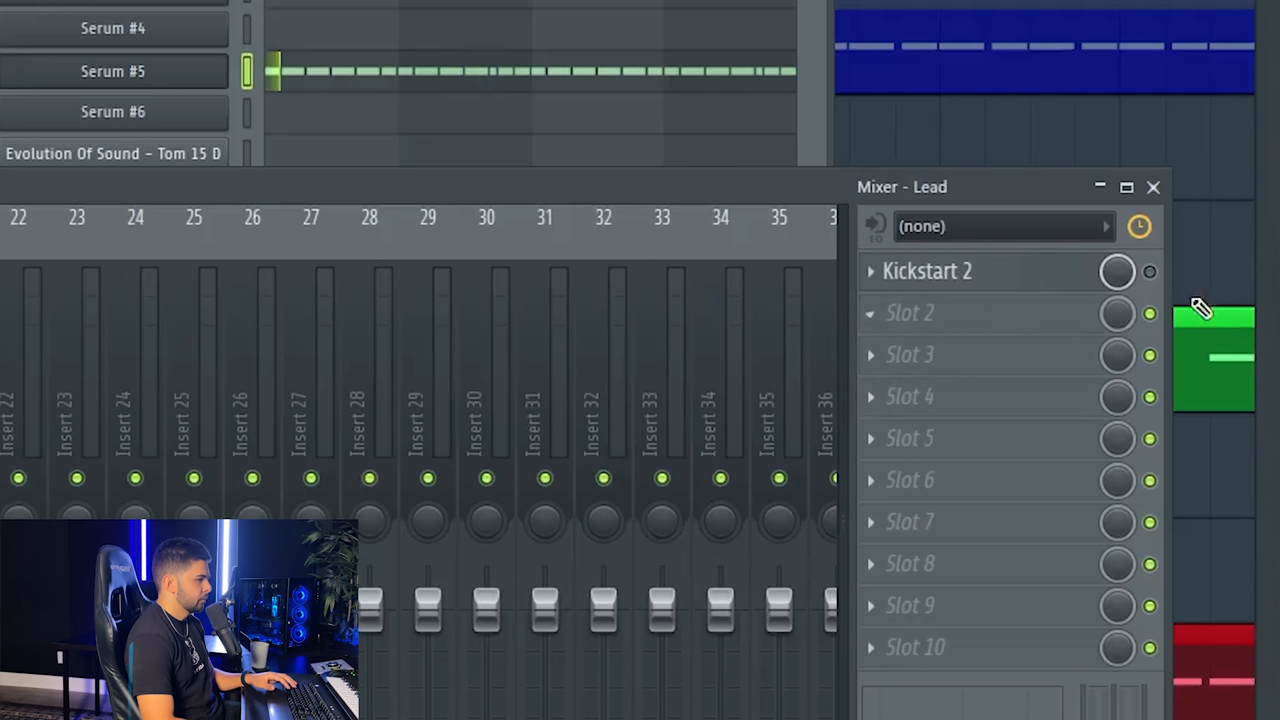 Serum #4
Serum #5
Serum #6
Evolution Of Sound - Tom 15 D
Mixer - Lead
22 23 24 25 26 27 28 29 30 31 32 33 34 35 3
(none)
Kickstart 2
Slot 2
Slot 3
Slot 4
Slot 5
Slot 6
Slot 7
Slot 8
Slot 9
Slot 10
Insert 22
Insert 23
Insert 24
Insert 25
Insert 26
Insert 27
Insert 28
Insert 29
Insert 30
Insert 31
Insert 32
Insert 33
Insert 34
Insert 35
Insert 36